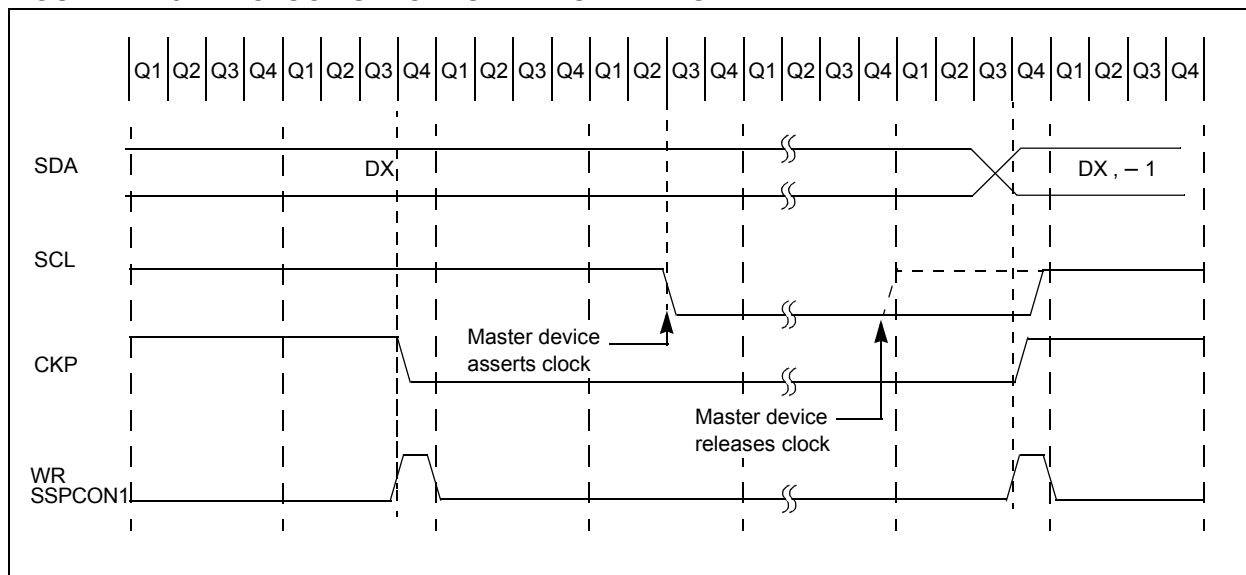 Q1 Q2 Q3 Q4 Q1 Q2 Q3 Q4 Q1 Q2 Q3 Q4 Q1 Q2 Q3 Q4 Q1 Q2 Q3 Q4 Q1 Q2 Q3 Q4 Q1 Q2 Q3 Q4
SDA
DX
DX , – 1
SCL
Master device
asserts clock
CKP
Master device
releases clock
WR
SSPCON1